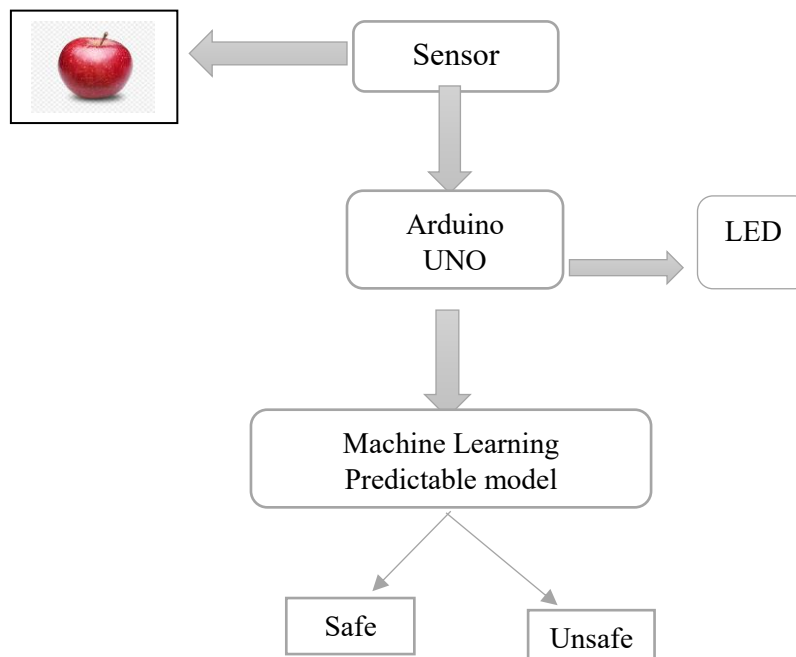 Sensor
Arduino
UNO
LED
Machine Learning
Predictable model
Safe
Unsafe